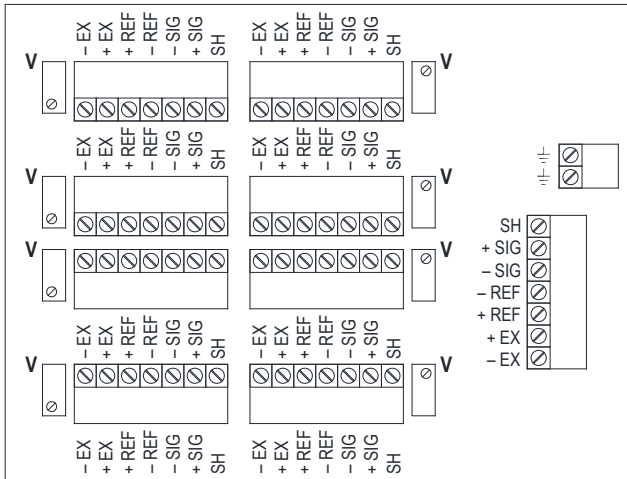 – EX
+ EX
+ REF
– REF
– SIG
+ SIG
SH
– EX
+ EX
+ REF
– REF
– SIG
+ SIG
SH
V
V
– EX
+ EX
+ REF
– REF
– SIG
+ SIG
SH
– EX
+ EX
+ REF
– REF
– SIG
+ SIG
SH
V
V
V
V
– EX
+ EX
+ REF
– REF
– SIG
+ SIG
SH
– EX
+ EX
+ REF
– REF
– SIG
+ SIG
SH
V
V
– EX
+ EX
+ REF
– REF
– SIG
+ SIG
SH
– EX
+ EX
+ REF
– REF
– SIG
+ SIG
SH
SH
+ SIG
– SIG
– REF
+ REF
+ EX
– EX